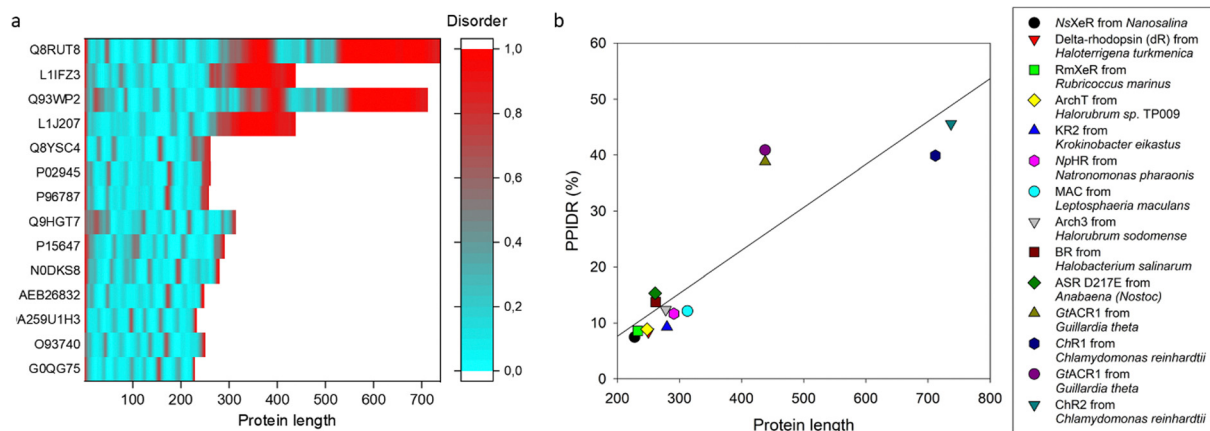 a
Disorder
Q8RUT8
L1IFZ3
Q93WP2
L1J207
Q8YSC4
P02945
P96787
Q9HGT7
P15647
N0DKS8
AEB26832
0A259U1H3
O93740
G0QG75
100 200 300 400 500 600 700
Protein length
1,0
0,8
0,6
0,4
0,2
0,0
b
PPIDR (%)
60
50
40
30
20
10
0
200 300 400 500 600 700 800
Protein length
NsXeR from Nanosalina
Delta-rhodopsin (dR) from
Haloterrigena turkmenica
RmXeR from
Rubricoccus marinus
ArchT from
Halorubrum sp. TP009
KR2 from
Krokinobacter eikastus
NpHR from
Natronomonas pharaonis
MAC from
Leptosphaeria maculans
Arch3 from
Halorubrum sodomense
BR from
Halobacterium salinarum
ASR D217E from
Anabaena (Nostoc)
GtACR1 from
Guillardia theta
ChR1 from
Chlamydomonas reinhardtii
GtACR1 from
Guillardia theta
ChR2 from
Chlamydomonas reinhardtii